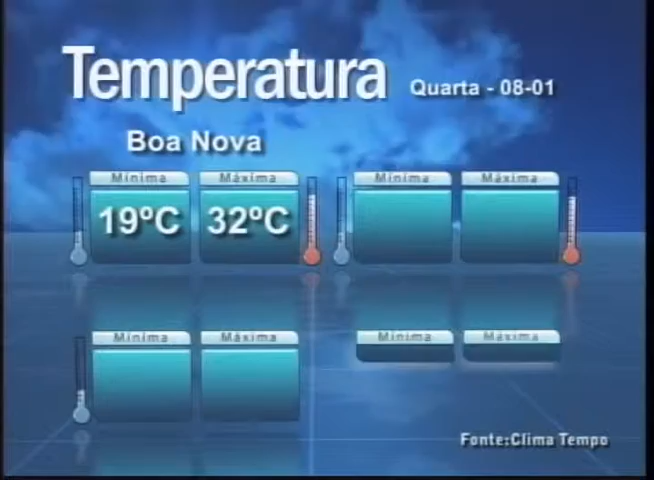 Temperatura
Quarta - 08-01
Boa Nova
Mínima
Máxima
Mínima
Máxima
19ºC
32ºC
Mínima
Máxima
Mínima
Máxima
Fonte:Clima Tempo